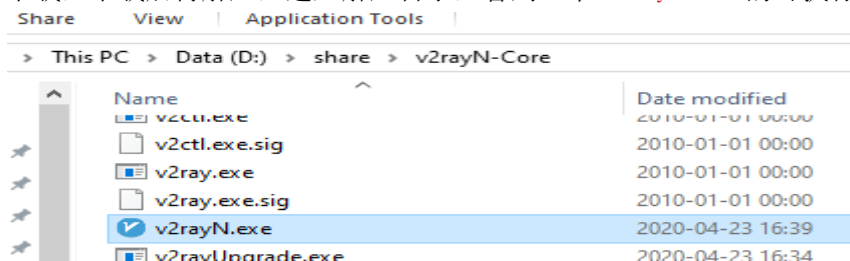 Share View Application Tools
> This PC > Data (D:) > share > v2rayN-Core
Name Date modified
v2ctl.exe 2010-01-01 00:00
v2ctl.exe.sig 2010-01-01 00:00
v2ray.exe 2010-01-01 00:00
v2ray.exe.sig 2010-01-01 00:00
v2rayN.exe 2020-04-23 16:39
v2rayUpgrade.exe 2020-04-23 16:34